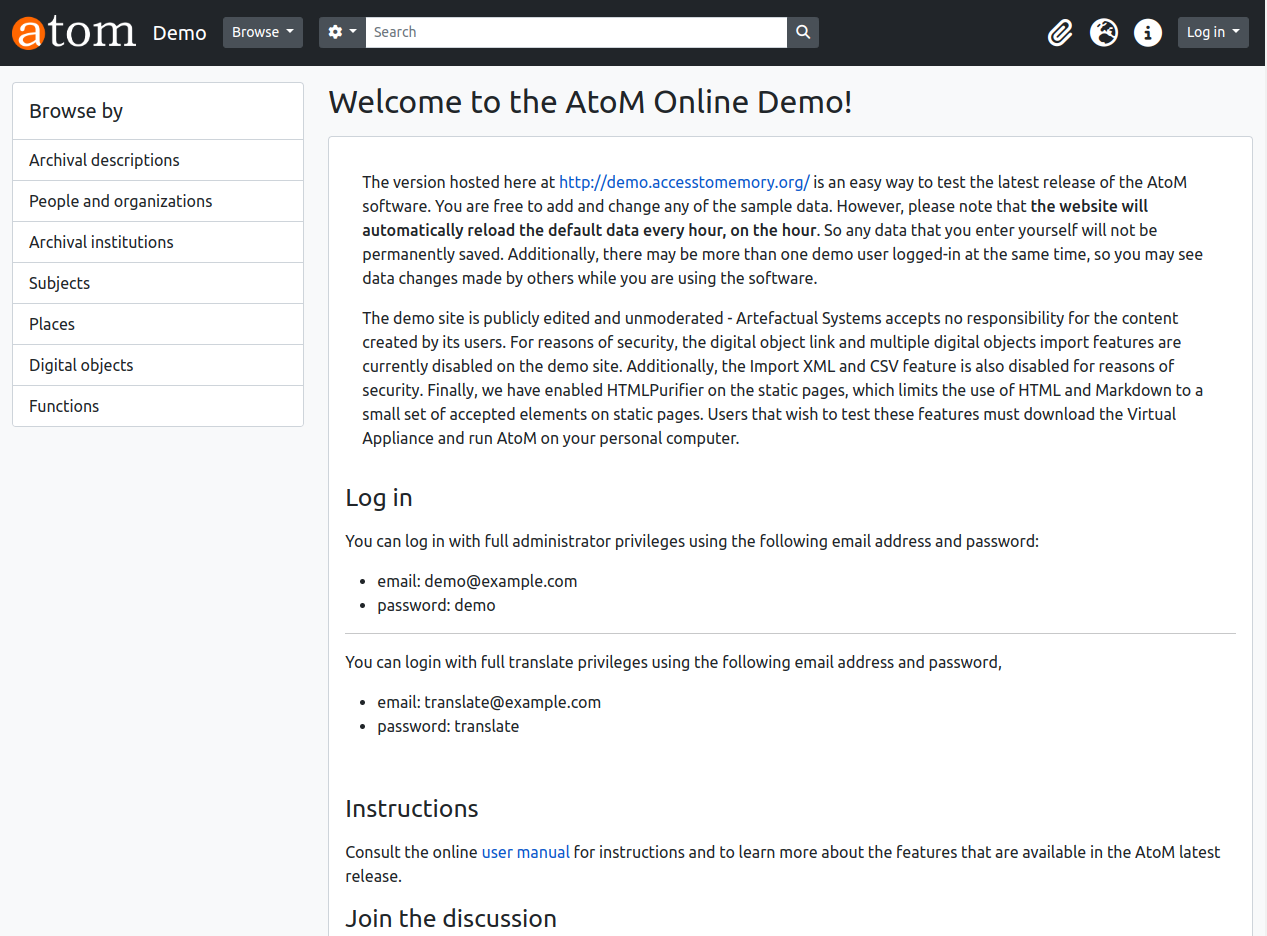 atom Demo Browse Search Log in
Browse by
Archival descriptions
People and organizations
Archival institutions
Subjects
Places
Digital objects
Functions
Welcome to the AtoM Online Demo!
The version hosted here at http://demo.accesstomemory.org/ is an easy way to test the latest release of the AtoM
software. You are free to add and change any of the sample data. However, please note that the website will
automatically reload the default data every hour, on the hour. So any data that you enter yourself will not be
permanently saved. Additionally, there may be more than one demo user logged-in at the same time, so you may see
data changes made by others while you are using the software.
The demo site is publicly edited and unmoderated - Artefactual Systems accepts no responsibility for the content
created by its users. For reasons of security, the digital object link and multiple digital objects import features are
currently disabled on the demo site. Additionally, the Import XML and CSV feature is also disabled for reasons of
security. Finally, we have enabled HTMLPurifier on the static pages, which limits the use of HTML and Markdown to a
small set of accepted elements on static pages. Users that wish to test these features must download the Virtual
Appliance and run AtoM on your personal computer.
Log in
You can log in with full administrator privileges using the following email address and password:
• email: demo@example.com
• password: demo
You can login with full translate privileges using the following email address and password,
• email: translate@example.com
• password: translate
Instructions
Consult the online user manual for instructions and to learn more about the features that are available in the AtoM latest
release.
Join the discussion